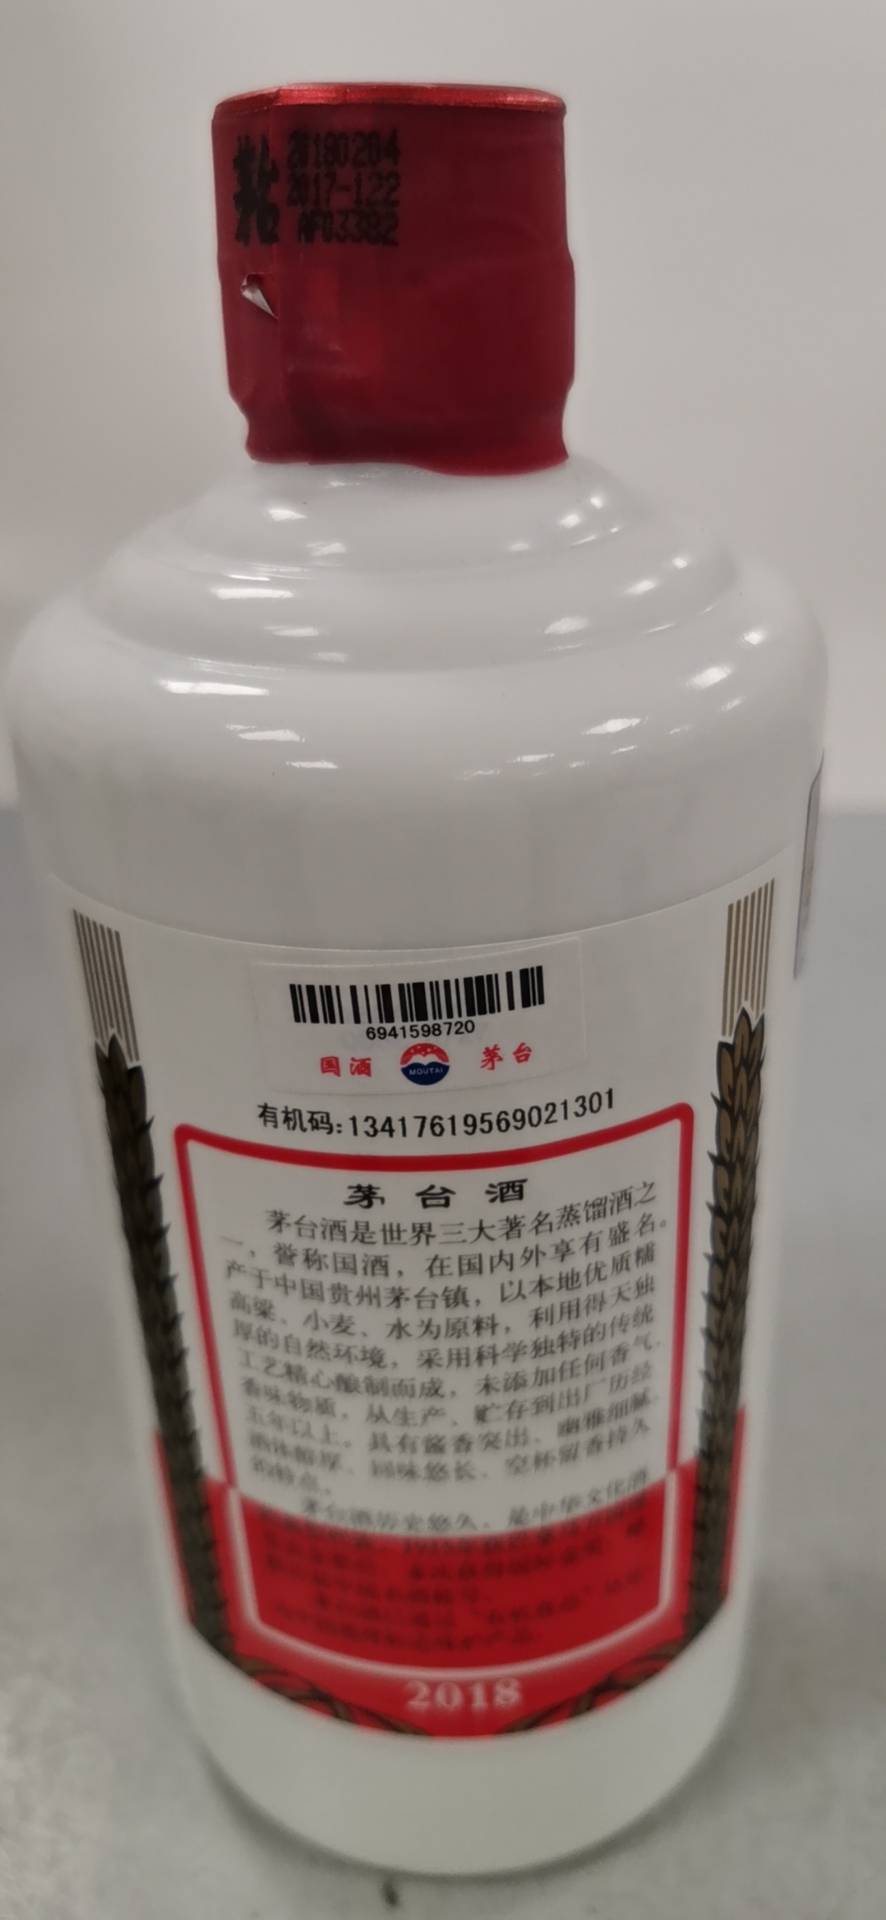 茅台
20180204
2017-122
AF03382
6941598720
国酒 MOUTAI 茅台
有机码:13417619569021301
茅台酒
茅台酒是世界三大著名蒸馏酒之
一，誉称国酒，在国内外享有盛名。
产于中国贵州茅台镇，以本地优质糯
高粱、小麦、水为原料，利用得天独
厚的自然环境，采用科学独特的传统
工艺精心酿制而成，未添加任何香气、
香味物质，从生产、贮存到出厂历经
五年以上。具有酱香突出、幽雅细腻、
酒体醇厚、回味悠长、空杯留香持久
的特点。
茅台酒历史悠久，是中华文化酒
2018